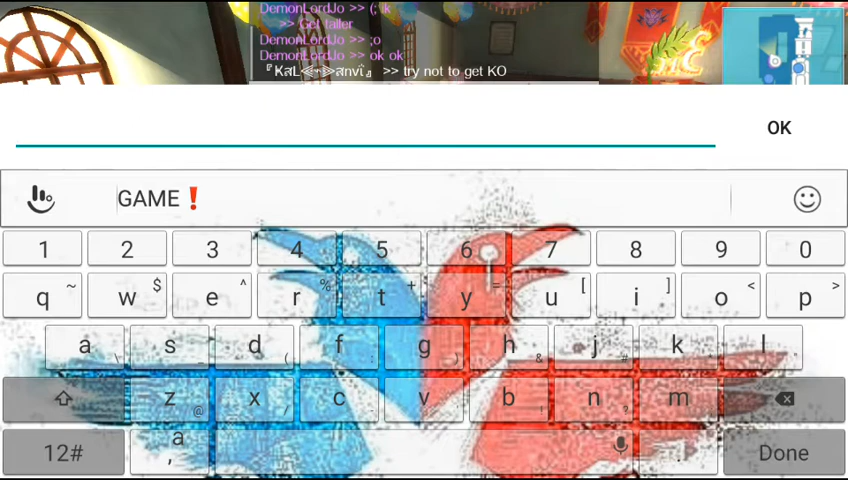 DemonLordJo >> (; ik
>> Get taller
DemonLordJo >> ;o
DemonLordJo >> ok ok
>> try not to get KO
OK
GAME❗
1 2 3 4 5 6 7 8 9 0
q ~ w $ e ^ r % t + y = u [ i ] o < p >
a \ s _ d ( f : g ) h & j # k l
z @ x / c v b ! n ? m
12# a , . Done